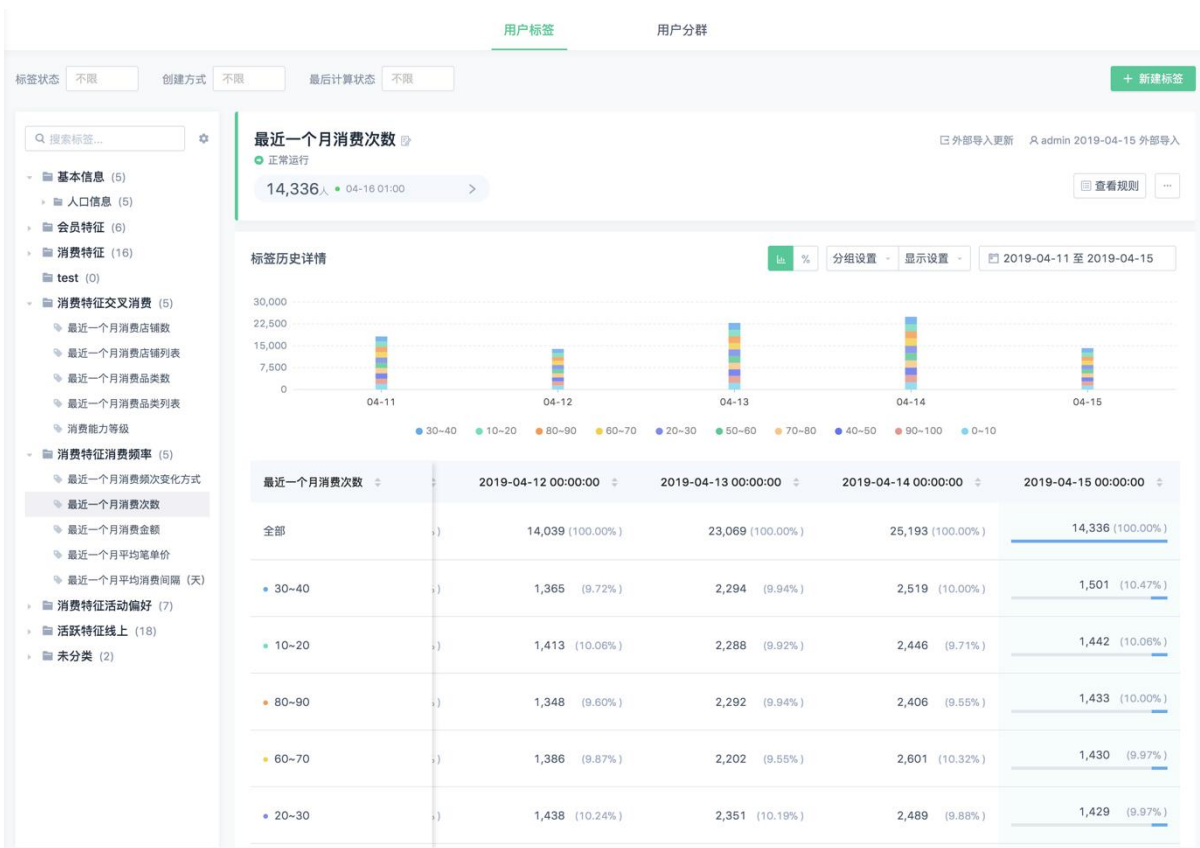 用户标签 用户分群
标签状态 不限 创建方式 不限 最后计算状态 不限 + 新建标签
搜索标签...
基本信息 (5)
人口信息 (5)
会员特征 (6)
消费特征 (16)
test (0)
消费特征交叉消费 (5)
最近一个月消费店铺数
最近一个月消费店铺列表
最近一个月消费品类数
最近一个月消费品类列表
消费能力等级
消费特征消费频率 (5)
最近一个月消费频次变化方式
最近一个月消费次数
最近一个月消费金额
最近一个月平均笔单价
最近一个月平均消费间隔（天）
消费特征活动偏好 (7)
活跃特征线上 (18)
未分类 (2)
最近一个月消费次数
外部导入更新 admin 2019-04-15 外部导入
正常运行
14,336人 04-16 01:00
查看规则 ...
标签历史详情
% 分组设置 显示设置 2019-04-11 至 2019-04-15
30,000
22,500
15,000
7,500
0
04-11 04-12 04-13 04-14 04-15
30~40 10~20 80~90 60~70 20~30 50~60 70~80 40~50 90~100 0~10
最近一个月消费次数 2019-04-12 00:00:00 2019-04-13 00:00:00 2019-04-14 00:00:00 2019-04-15 00:00:00
全部 14,039 (100.00%) 23,069 (100.00%) 25,193 (100.00%) 14,336 (100.00%)
30~40 1,365 (9.72%) 2,294 (9.94%) 2,519 (10.00%) 1,501 (10.47%)
10~20 1,413 (10.06%) 2,288 (9.92%) 2,446 (9.71%) 1,442 (10.06%)
80~90 1,348 (9.60%) 2,292 (9.94%) 2,406 (9.55%) 1,433 (10.00%)
60~70 1,386 (9.87%) 2,202 (9.55%) 2,601 (10.32%) 1,430 (9.97%)
20~30 1,438 (10.24%) 2,351 (10.19%) 2,489 (9.88%) 1,429 (9.97%)